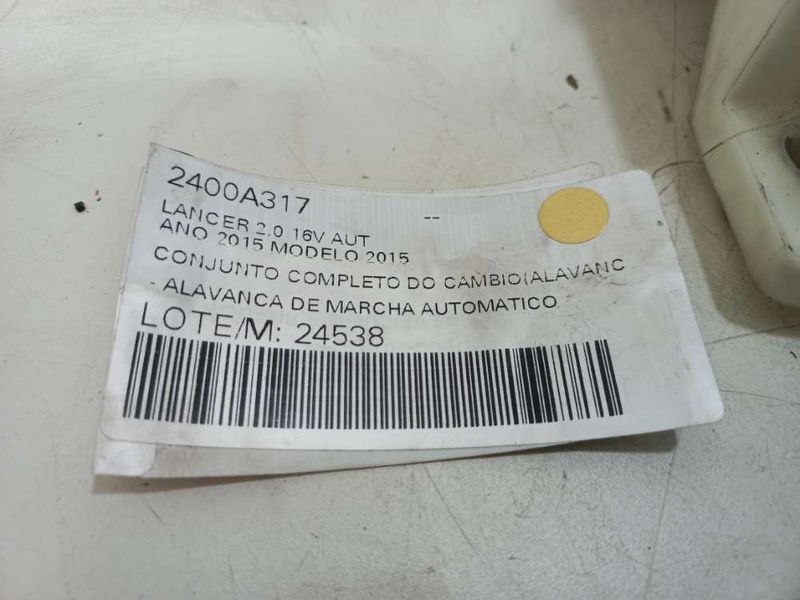 2400A317
--
LANCER 2.0 16V AUT
ANO 2015 MODELO 2015
CONJUNTO COMPLETO DO CAMBIO(ALAVANC
- ALAVANCA DE MARCHA AUTOMATICO
LOTE/M: 24538